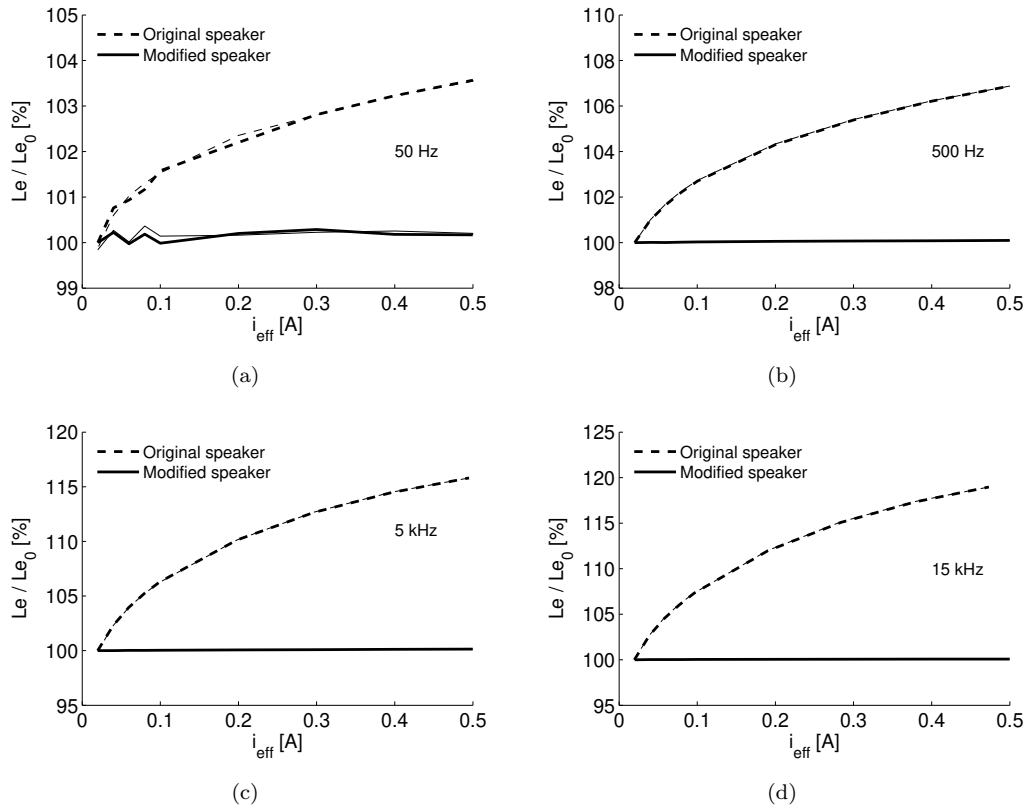 105
104
103
102
101
100
99
0
0.1
0.2
0.3
0.4
0.5
Le / Le0 [%]
ieff [A]
Original speaker
Modified speaker
50 Hz
(a)
110
108
106
104
102
100
98
0
0.1
0.2
0.3
0.4
0.5
Le / Le0 [%]
ieff [A]
Original speaker
Modified speaker
500 Hz
(b)
120
115
110
105
100
95
0
0.1
0.2
0.3
0.4
0.5
Le / Le0 [%]
ieff [A]
Original speaker
Modified speaker
5 kHz
(c)
125
120
115
110
105
100
95
0
0.1
0.2
0.3
0.4
0.5
Le / Le0 [%]
ieff [A]
Original speaker
Modified speaker
15 kHz
(d)